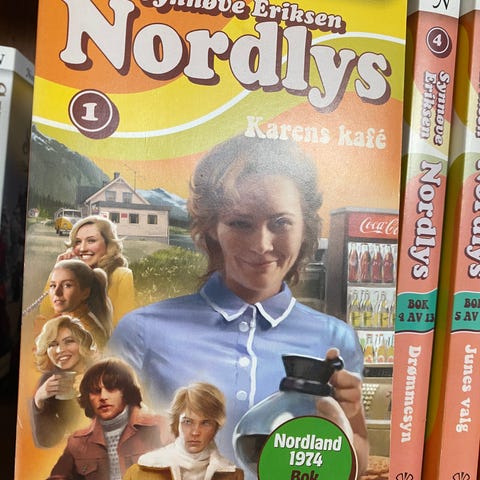 Synnøve Eriksen
Nordlys
1
Karens kafé
Coca-Cola
Nordland
1974
Bok
4
Synnøve
Eriksen
Nordlys
BOK
4 AV 13
Drømmesyn
Nordlys
BOK
5 AV
Junes valg